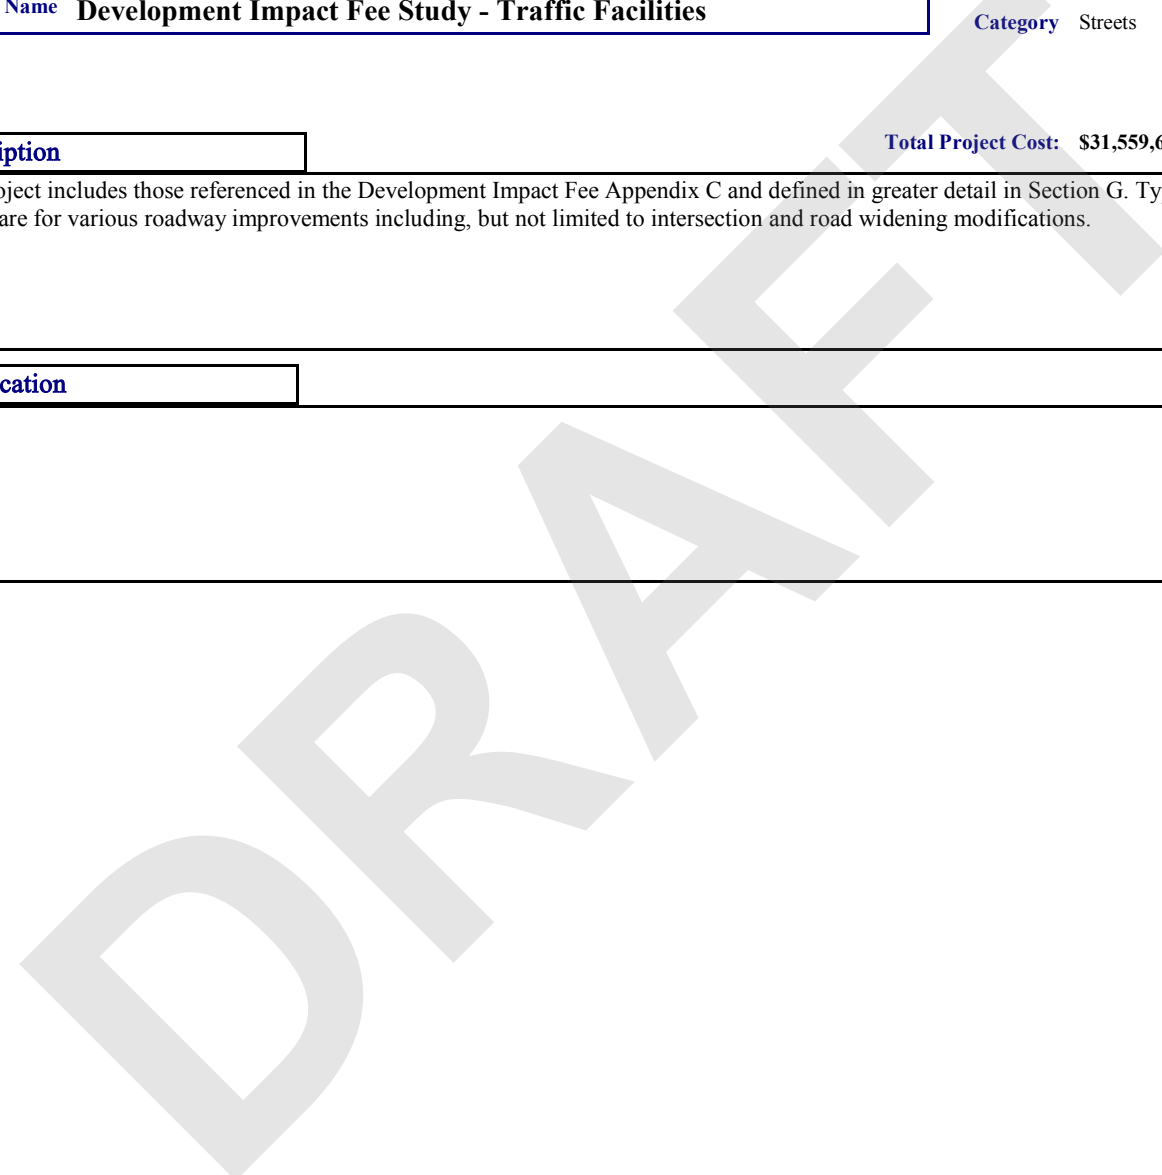 Name Development Impact Fee Study - Traffic Facilities
Category Streets
Total Project Cost: $31,559,6
iption
oject includes those referenced in the Development Impact Fee Appendix C and defined in greater detail in Section G. Ty
are for various roadway improvements including, but not limited to intersection and road widening modifications.
cation
DRAFT